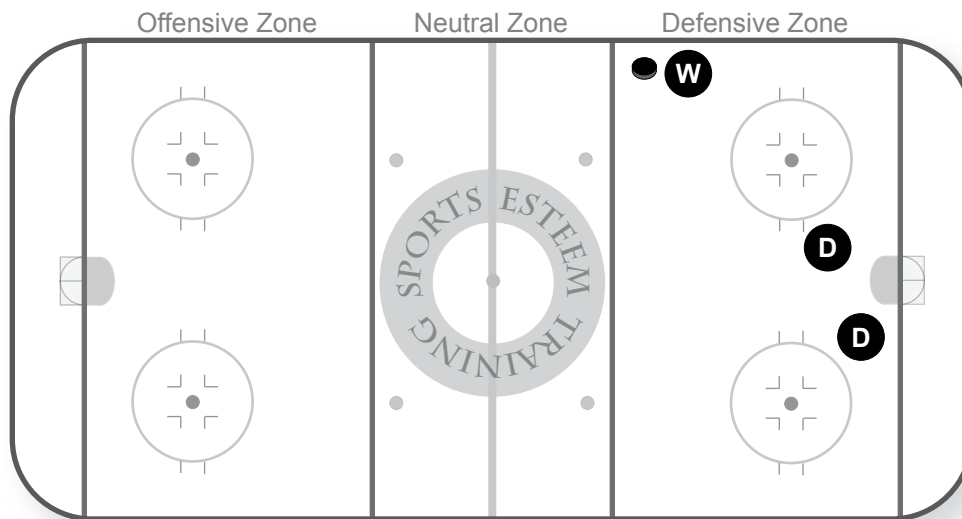 Offensive Zone Neutral Zone Defensive Zone
W
SPORTS ESTEEM
D
D
TRAINING